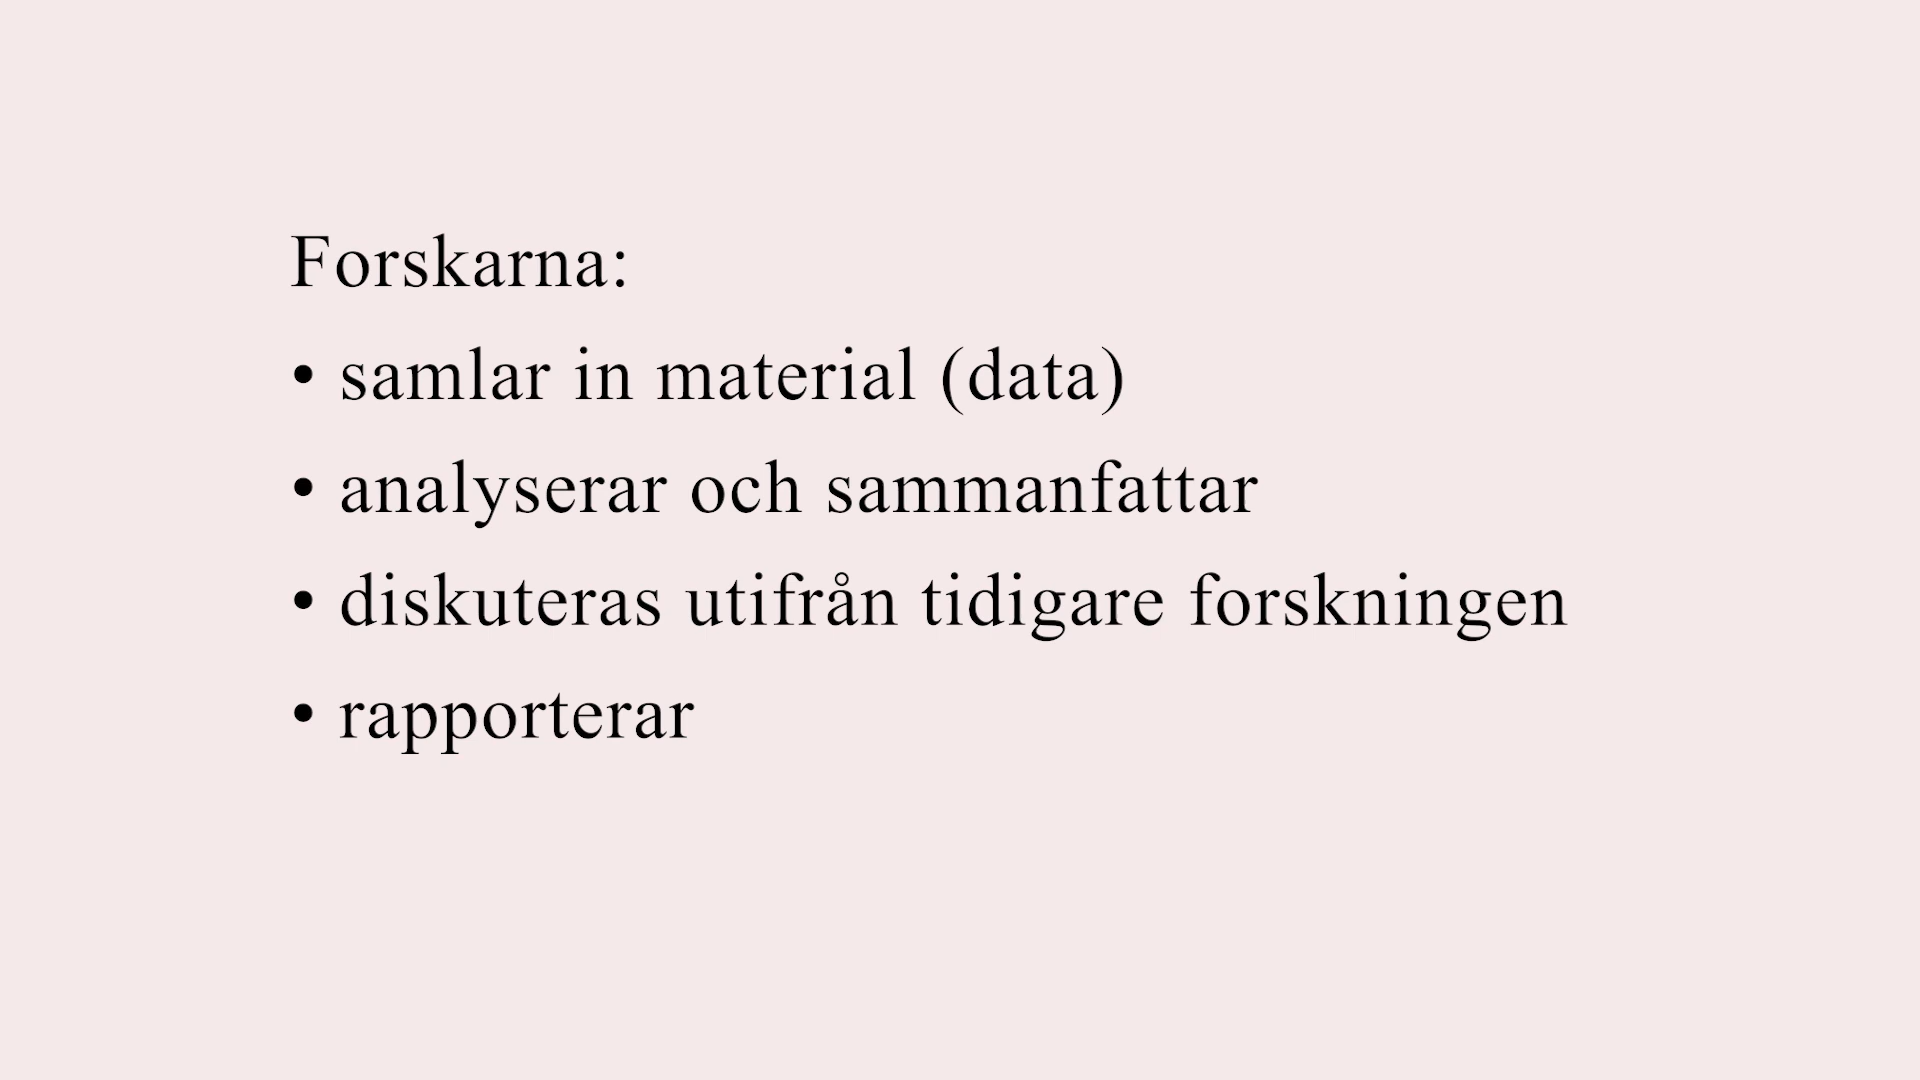 Forskarna:
• samlar in material (data)
• analyserar och sammanfattar
• diskuteras utifrån tidigare forskningen
• rapporterar